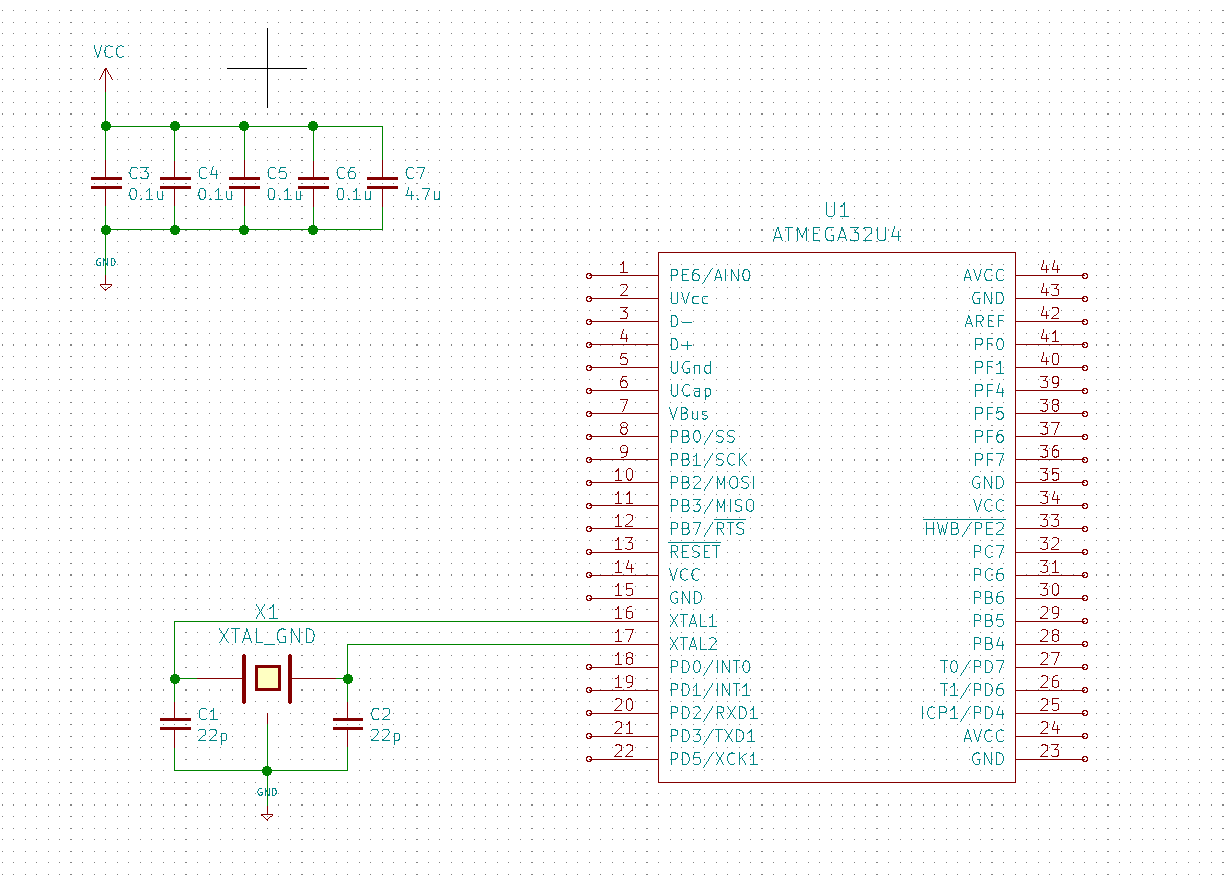 VCC
C3
0.1u
C4
0.1u
C5
0.1u
C6
0.1u
C7
4.7u
GND
U1
ATMEGA32U4
1 PE6/AIN0
2 UVcc
3 D-
4 D+
5 UGnd
6 UCap
7 VBus
8 PB0/SS
9 PB1/SCK
10 PB2/MOSI
11 PB3/MISO
12 PB7/RTS
13 RESET
14 VCC
15 GND
16 XTAL1
17 XTAL2
18 PD0/INT0
19 PD1/INT1
20 PD2/RXD1
21 PD3/TXD1
22 PD5/XCK1
AVCC 44
GND 43
AREF 42
PF0 41
PF1 40
PF4 39
PF5 38
PF6 37
PF7 36
GND 35
VCC 34
HWB/PE2 33
PC7 32
PC6 31
PB6 30
PB5 29
PB4 28
T0/PD7 27
T1/PD6 26
ICP1/PD4 25
AVCC 24
GND 23
X1
XTAL_GND
C1
22p
C2
22p
GND